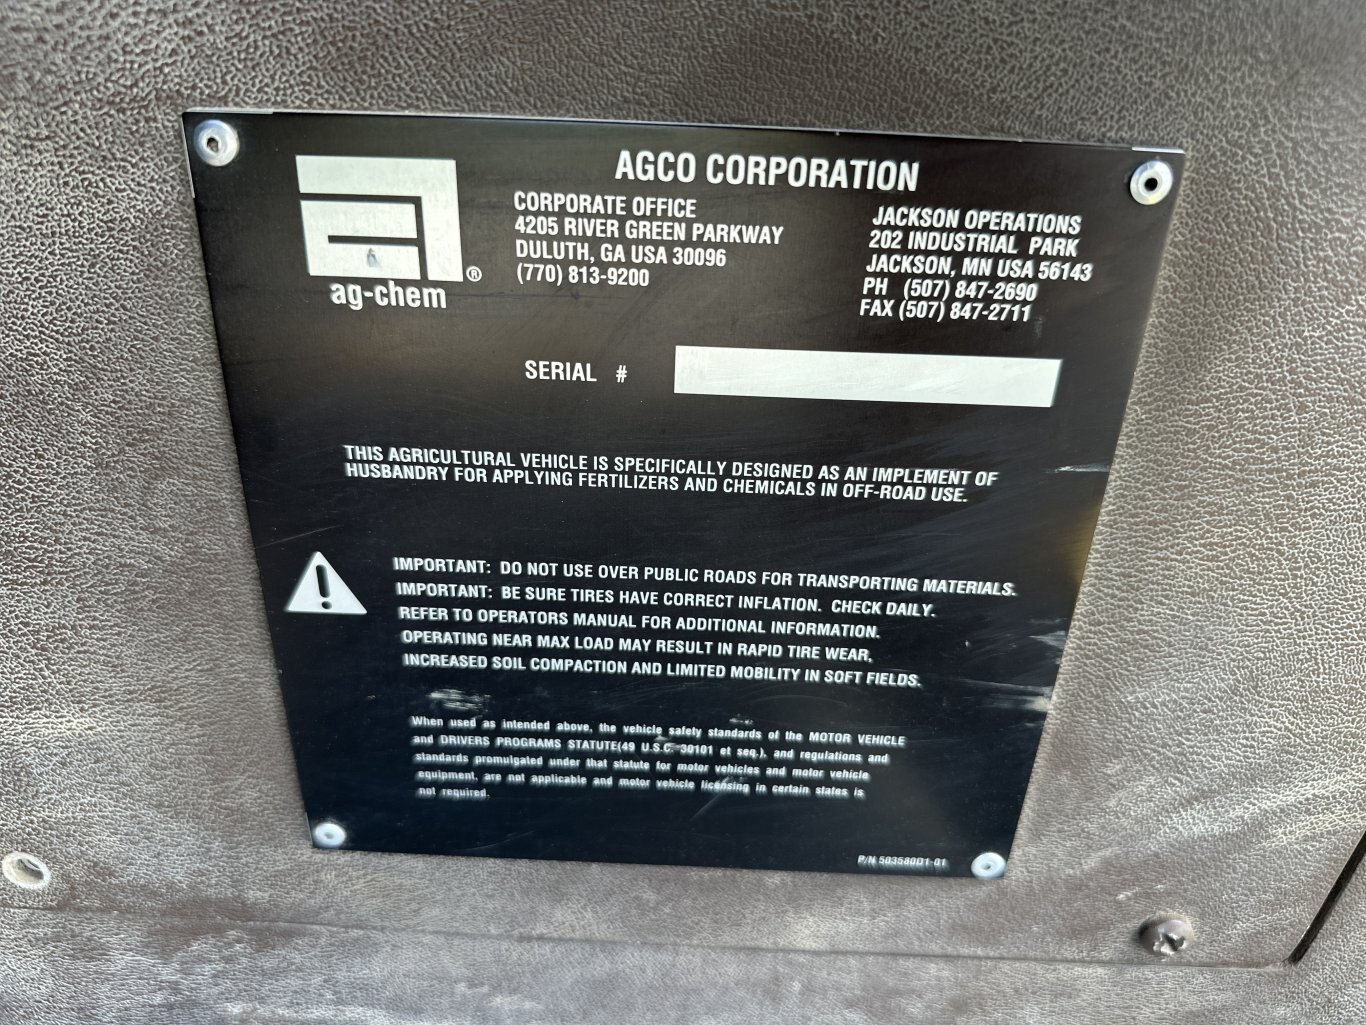 AGCO CORPORATION
ag-chem®
CORPORATE OFFICE
4205 RIVER GREEN PARKWAY
DULUTH, GA USA 30096
(770) 813-9200
JACKSON OPERATIONS
202 INDUSTRIAL PARK
JACKSON, MN USA 56143
PH (507) 847-2690
FAX (507) 847-2711
SERIAL #
THIS AGRICULTURAL VEHICLE IS SPECIFICALLY DESIGNED AS AN IMPLEMENT OF
HUSBANDRY FOR APPLYING FERTILIZERS AND CHEMICALS IN OFF-ROAD USE.
IMPORTANT: DO NOT USE OVER PUBLIC ROADS FOR TRANSPORTING MATERIALS.
IMPORTANT: BE SURE TIRES HAVE CORRECT INFLATION. CHECK DAILY.
REFER TO OPERATORS MANUAL FOR ADDITIONAL INFORMATION.
OPERATING NEAR MAX LOAD MAY RESULT IN RAPID TIRE WEAR,
INCREASED SOIL COMPACTION AND LIMITED MOBILITY IN SOFT FIELDS.
When used as intended above, the vehicle safety standards of the MOTOR VEHICLE
and DRIVERS PROGRAMS STATUTE(49 U.S.C. 30101 et seq.), and regulations and
standards promulgated under that statute for motor vehicles and motor vehicle
equipment, are not applicable and motor vehicle licensing in certain states is
not required.
P/N 503580D1-01